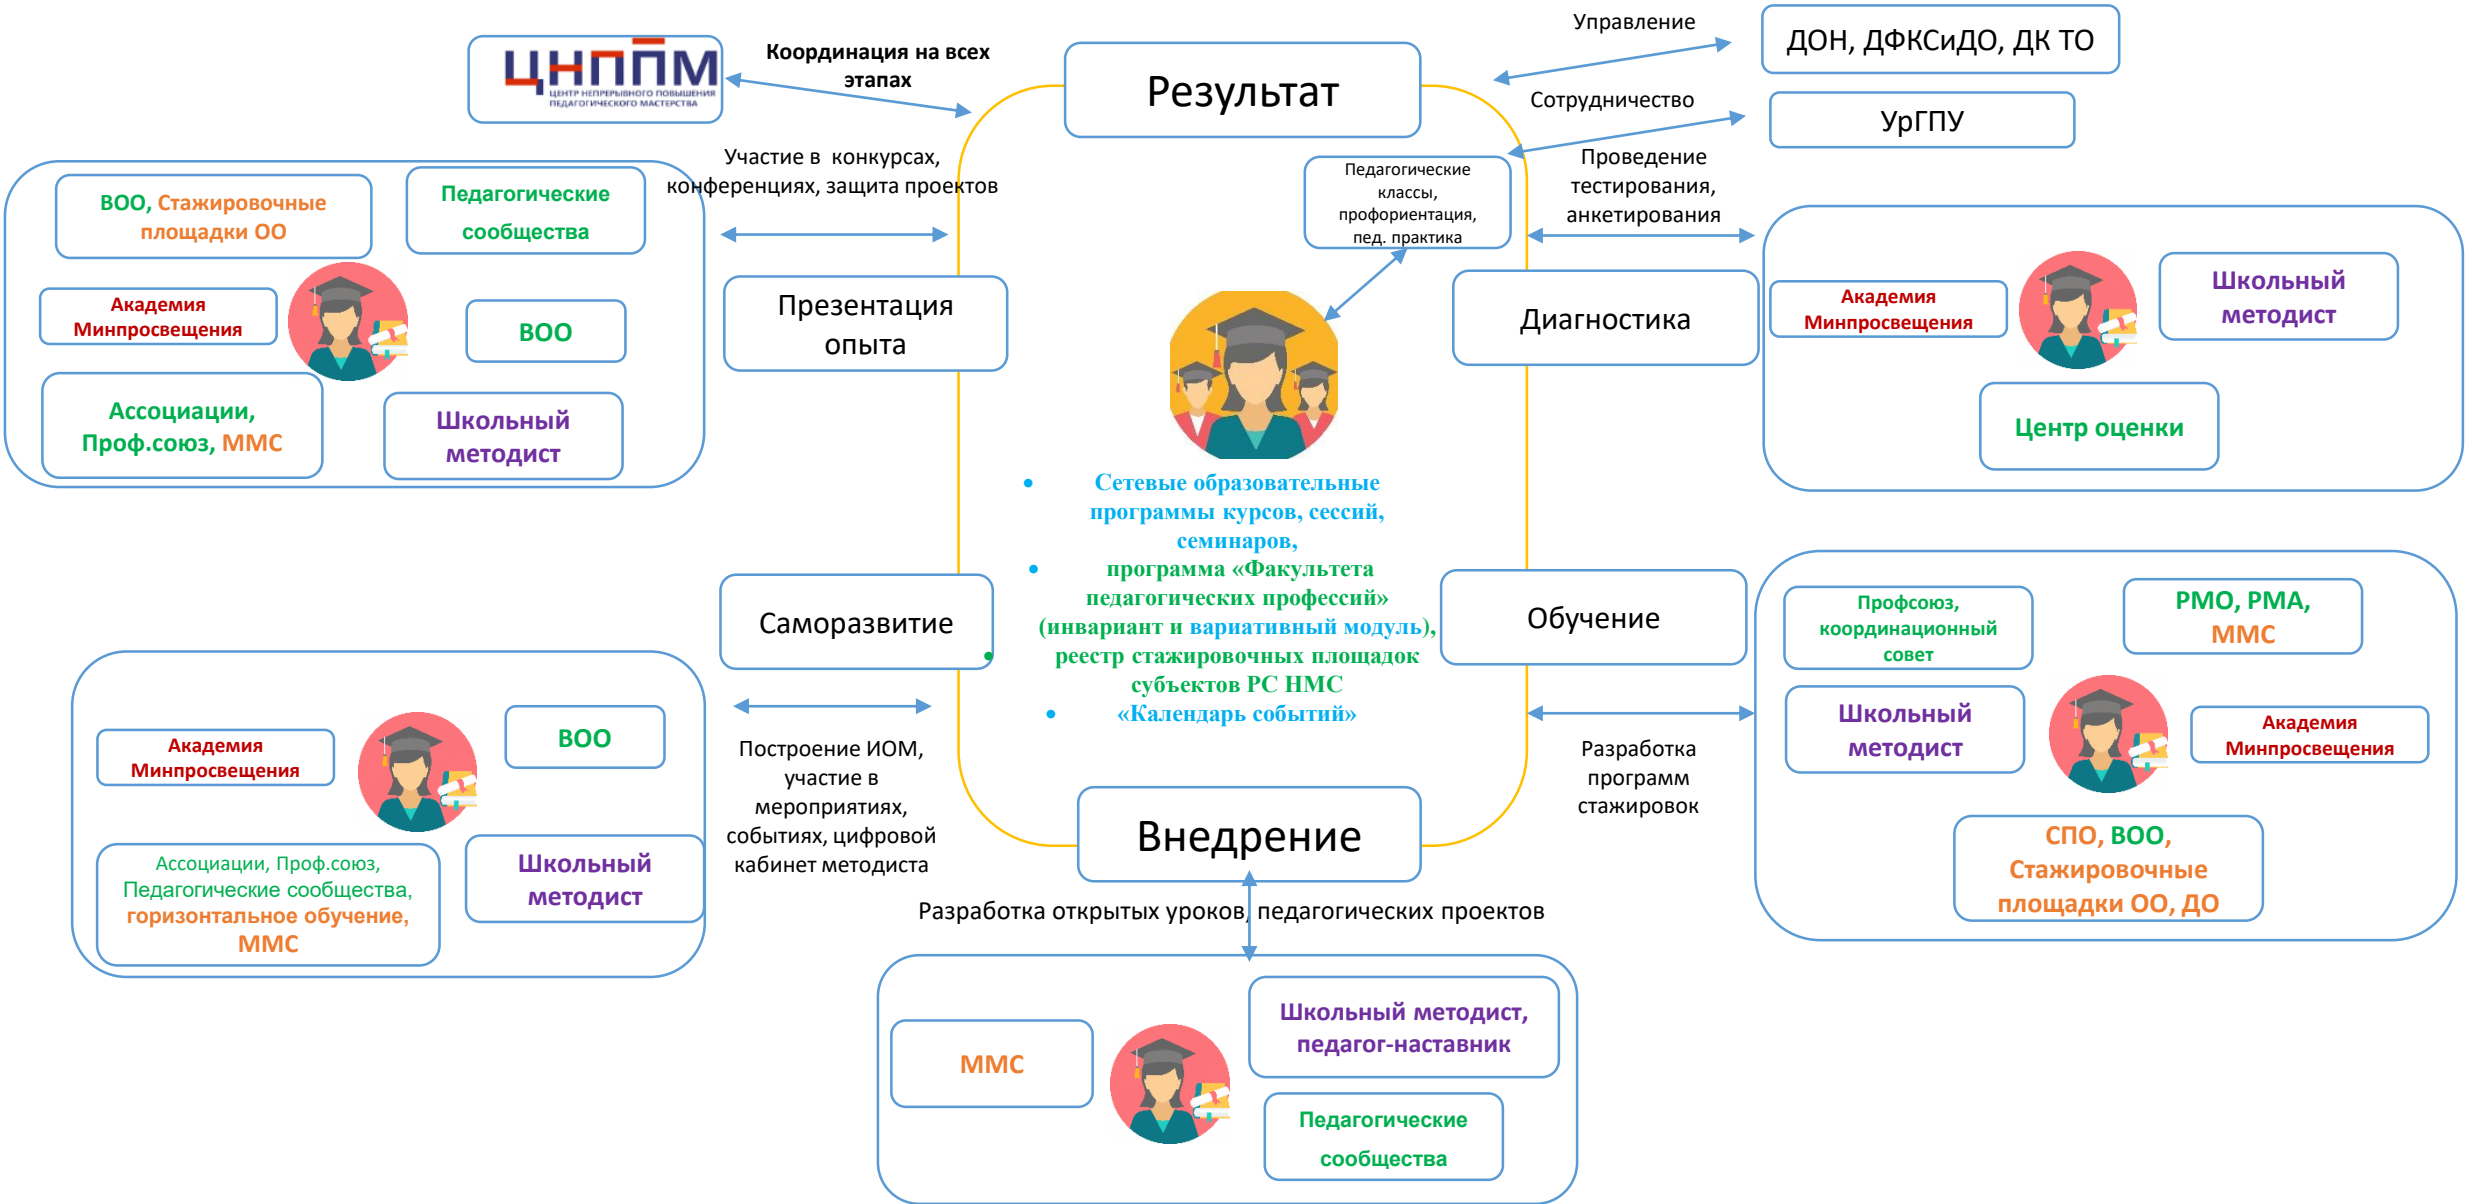 ЦНППМ
ЦЕНТР НЕПРЕРЫВНОГО ПОВЫШЕНИЯ
ПЕДАГОГИЧЕСКОГО МАСТЕРСТВА
Координация на всех
этапах
Результат
Управление
ДОН, ДФКСиДО, ДК ТО
Сотрудничество
УрГПУ
Педагогические
классы,
профориентация,
пед. практика
Участие в конкурсах,
конференциях, защита проектов
ВОО, Стажировочные
площадки ОО
Педагогические
сообщества
Академия
Минпросвещения
ВОО
Ассоциации,
Проф.союз, ММС
Школьный
методист
Презентация
опыта
Проведение
тестирования,
анкетирования
Диагностика
Академия
Минпросвещения
Школьный
методист
Центр оценки
• Сетевые образовательные
программы курсов, сессий,
семинаров,
• программа «Факультета
педагогических профессий»
(инвариант и вариативный модуль),
• реестр стажировочных площадок
субъектов РС НМС
• «Календарь событий»
Саморазвитие
Построение ИОМ,
участие в
мероприятиях,
событиях, цифровой
кабинет методиста
Академия
Минпросвещения
ВОО
Ассоциации, Проф.союз,
Педагогические сообщества,
горизонтальное обучение,
ММС
Школьный
методист
Обучение
Разработка
программ
стажировок
Профсоюз,
координационный
совет
РМО, РМА,
ММС
Школьный
методист
Академия
Минпросвещения
СПО, ВОО,
Стажировочные
площадки ОО, ДО
Внедрение
Разработка открытых уроков, педагогических проектов
ММС
Школьный методист,
педагог-наставник
Педагогические
сообщества